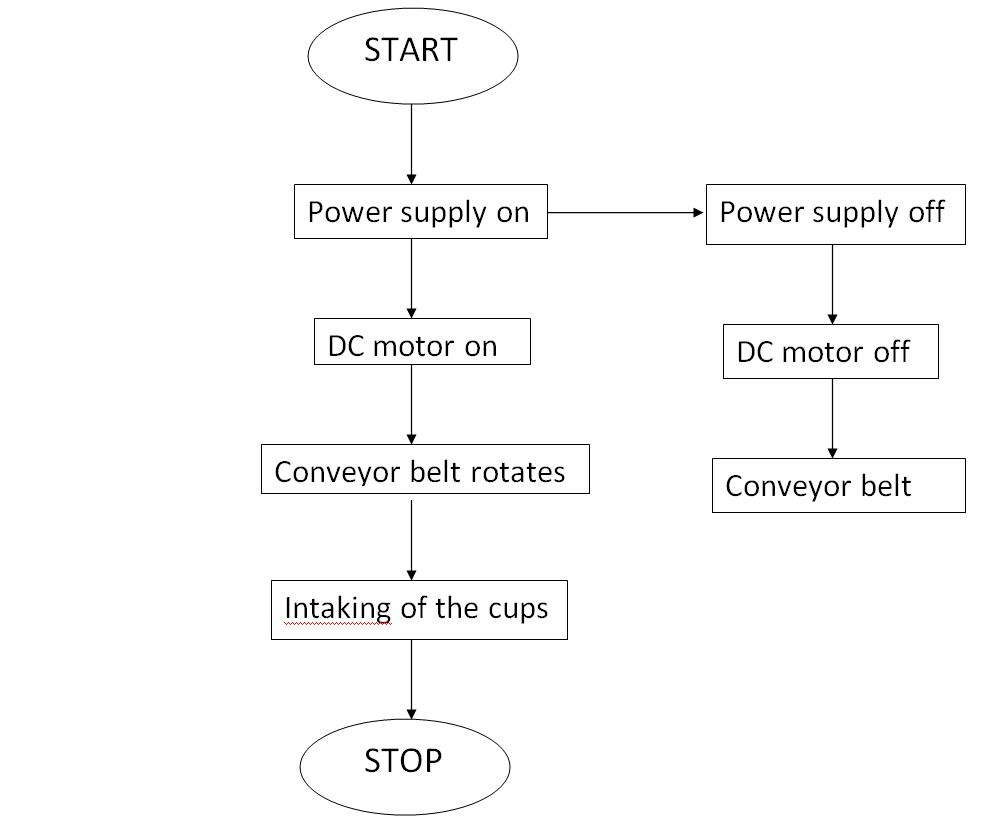 START
Power supply on
Power supply off
DC motor on
DC motor off
Conveyor belt rotates
Conveyor belt
Intaking of the cups
STOP